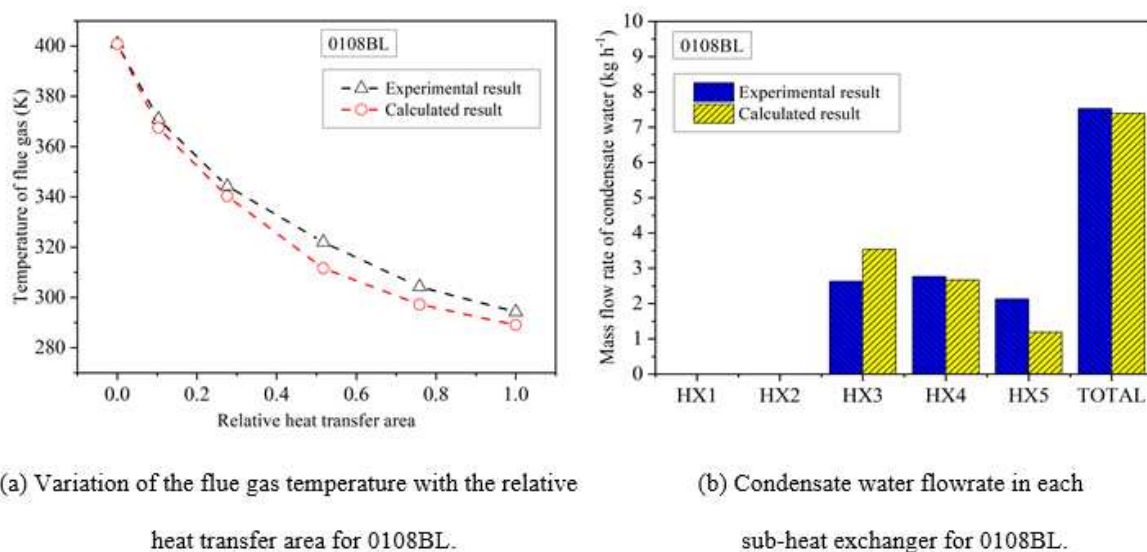 0108BL
Experimental result
Calculated result
Temperature of flue gas (K)
400
380
360
340
320
300
280
0.0 0.2 0.4 0.6 0.8 1.0
Relative heat transfer area
0108BL
Experimental result
Calculated result
Mass flow rate of condensate water (kg h⁻¹)
10
9
8
7
6
5
4
3
2
1
0
HX1 HX2 HX3 HX4 HX5 TOTAL
(a) Variation of the flue gas temperature with the relative
heat transfer area for 0108BL.
(b) Condensate water flowrate in each
sub-heat exchanger for 0108BL.